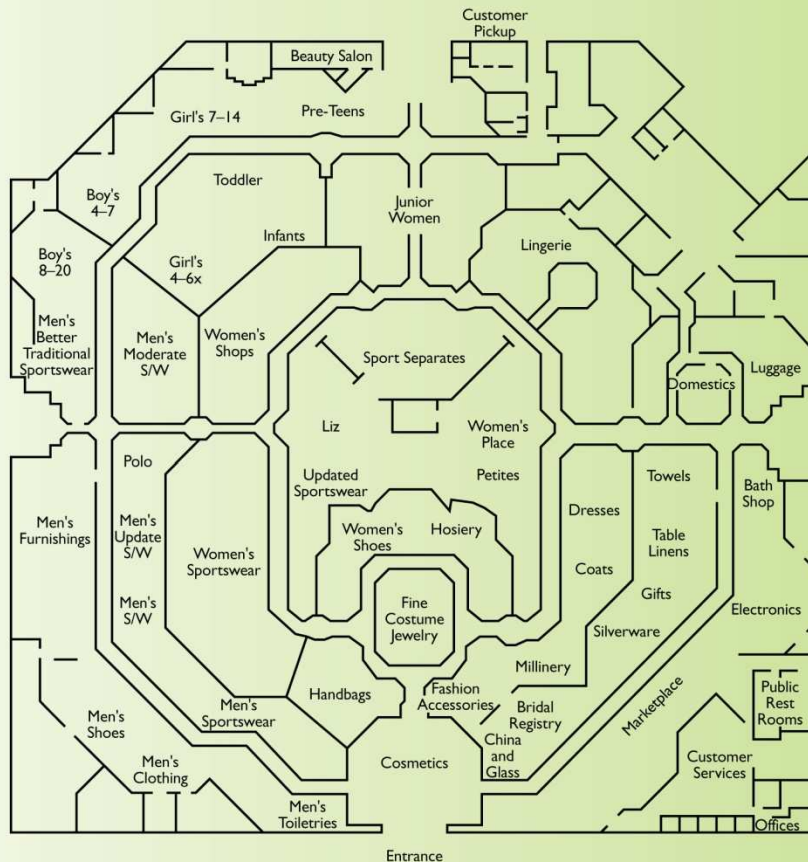 Customer
Pickup
Beauty Salon
Girl's 7–14
Pre-Teens
Boy's
4–7
Toddler
Junior
Women
Infants
Lingerie
Boy's
8–20
Girl's
4–6x
Men's
Better
Traditional
Sportswear
Men's
Moderate
S/W
Women's
Shops
Sport Separates
Luggage
Domestics
Liz
Women's
Place
Polo
Updated
Sportswear
Petites
Towels
Bath
Shop
Men's
Furnishings
Men's
Update
S/W
Women's
Sportswear
Women's
Shoes
Hosiery
Dresses
Table
Linens
Coats
Men's
S/W
Fine
Costume
Jewelry
Gifts
Electronics
Silverware
Millinery
Men's
Shoes
Men's
Sportswear
Handbags
Fashion
Accessories
Bridal
Registry
Marketplace
Public
Rest
Rooms
Men's
Clothing
Cosmetics
China
and
Glass
Customer
Services
Men's
Toiletries
Offices
Entrance